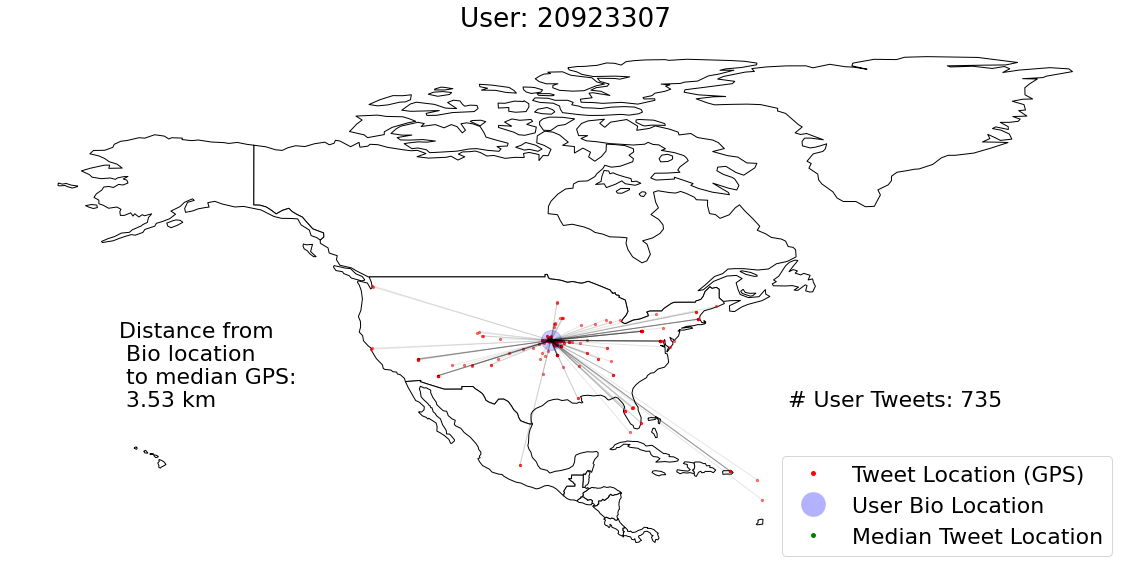 User: 20923307
Distance from
Bio location
to median GPS:
3.53 km
# User Tweets: 735
Tweet Location (GPS)
User Bio Location
Median Tweet Location